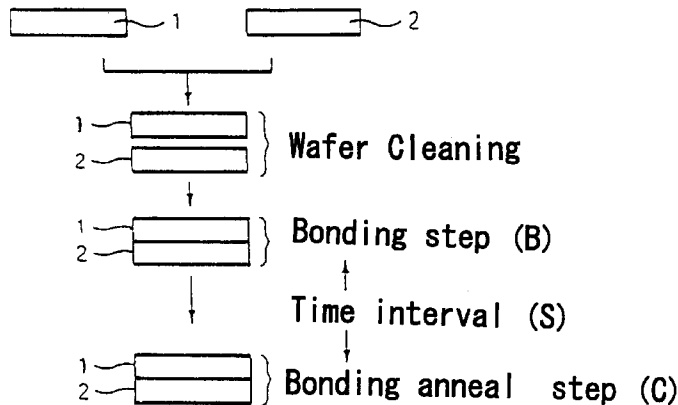 1 2
1
2
Wafer Cleaning
1
2
Bonding step (B)
Time interval (S)
1
2
Bonding anneal step (C)